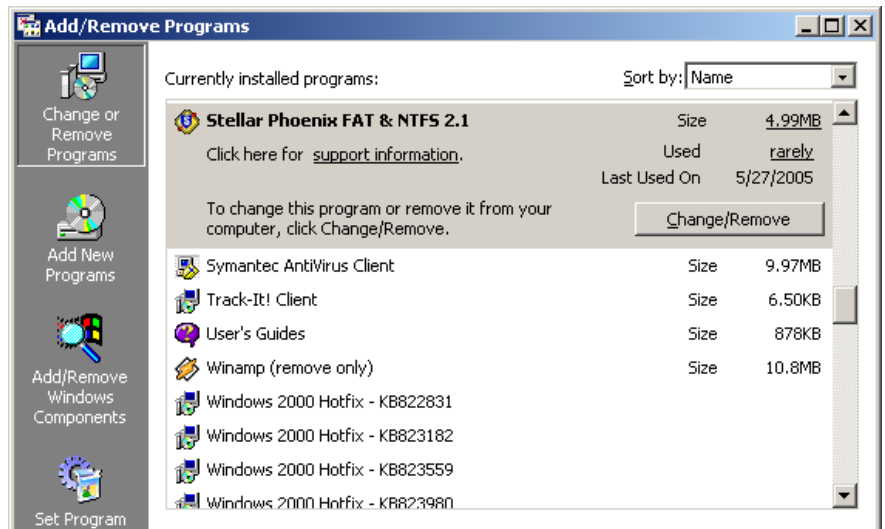 Add/Remove Programs
Change or
Remove
Programs
Add New
Programs
Add/Remove
Windows
Components
Set Program
Currently installed programs:
Sort by: Name
Stellar Phoenix FAT & NTFS 2.1 Size 4.99MB
Click here for support information. Used rarely
Last Used On 5/27/2005
To change this program or remove it from your
computer, click Change/Remove.
Change/Remove
Symantec AntiVirus Client Size 9.97MB
Track-It! Client Size 6.50KB
User's Guides Size 878KB
Winamp (remove only) Size 10.8MB
Windows 2000 Hotfix - KB822831
Windows 2000 Hotfix - KB823182
Windows 2000 Hotfix - KB823559
Windows 2000 Hotfix - KB823980